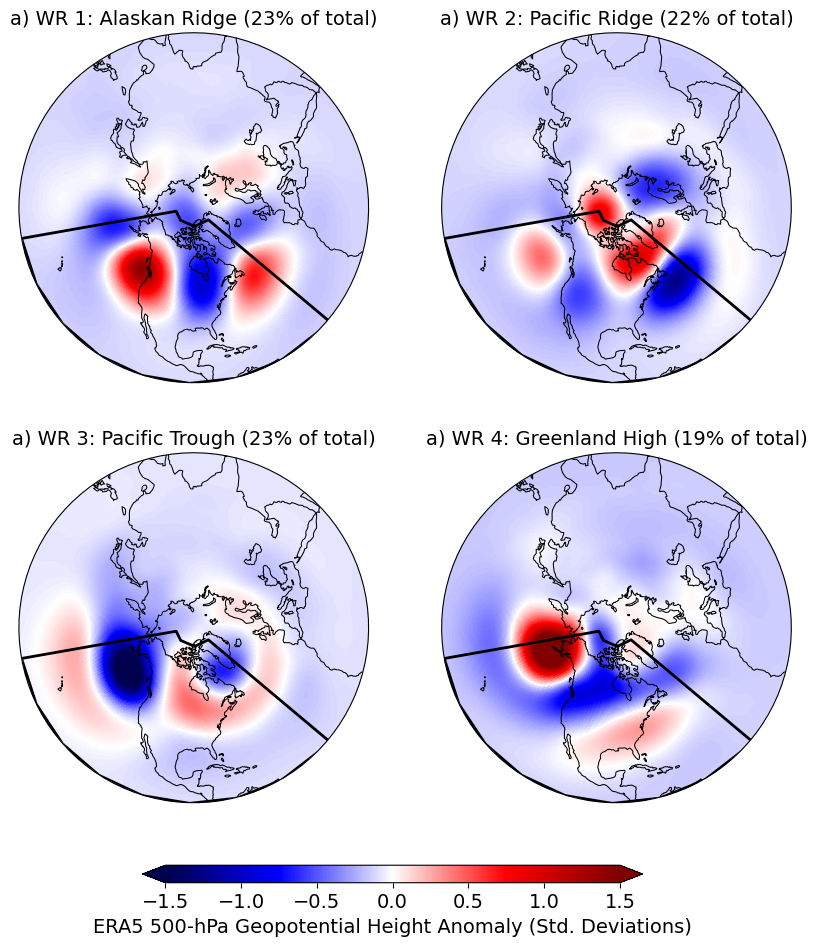 a) WR 1: Alaskan Ridge (23% of total)
a) WR 2: Pacific Ridge (22% of total)
a) WR 3: Pacific Trough (23% of total)
a) WR 4: Greenland High (19% of total)
−1.5 −1.0 −0.5 0.0 0.5 1.0 1.5
ERA5 500-hPa Geopotential Height Anomaly (Std. Deviations)